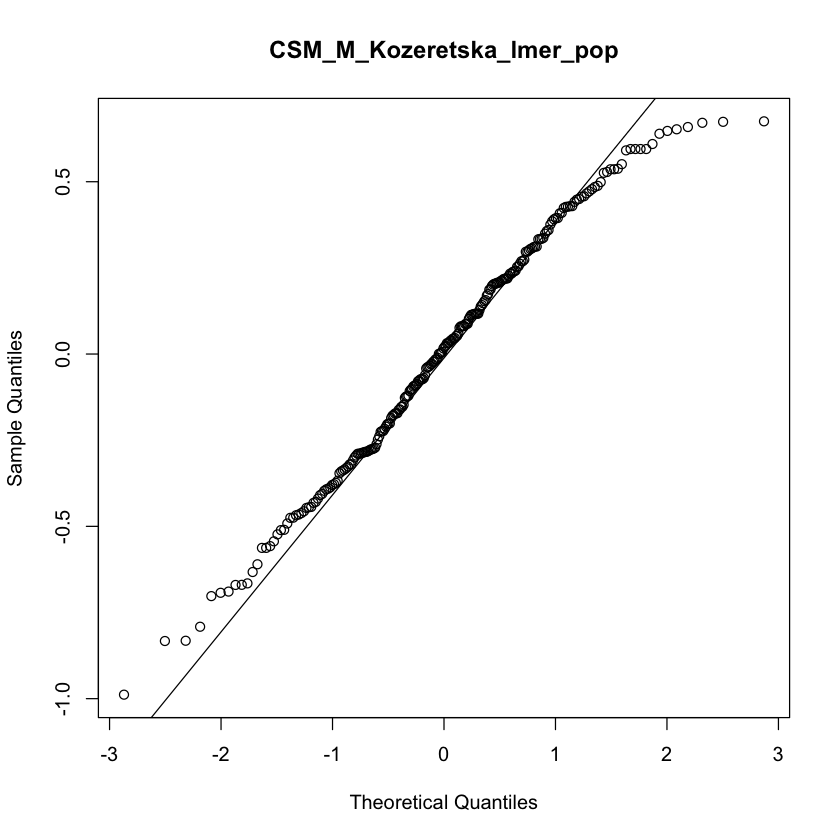 CSM_M_Kozeretska_lmer_pop
Sample Quantiles
0.5
0.0
-0.5
-1.0
-3 -2 -1 0 1 2 3
Theoretical Quantiles